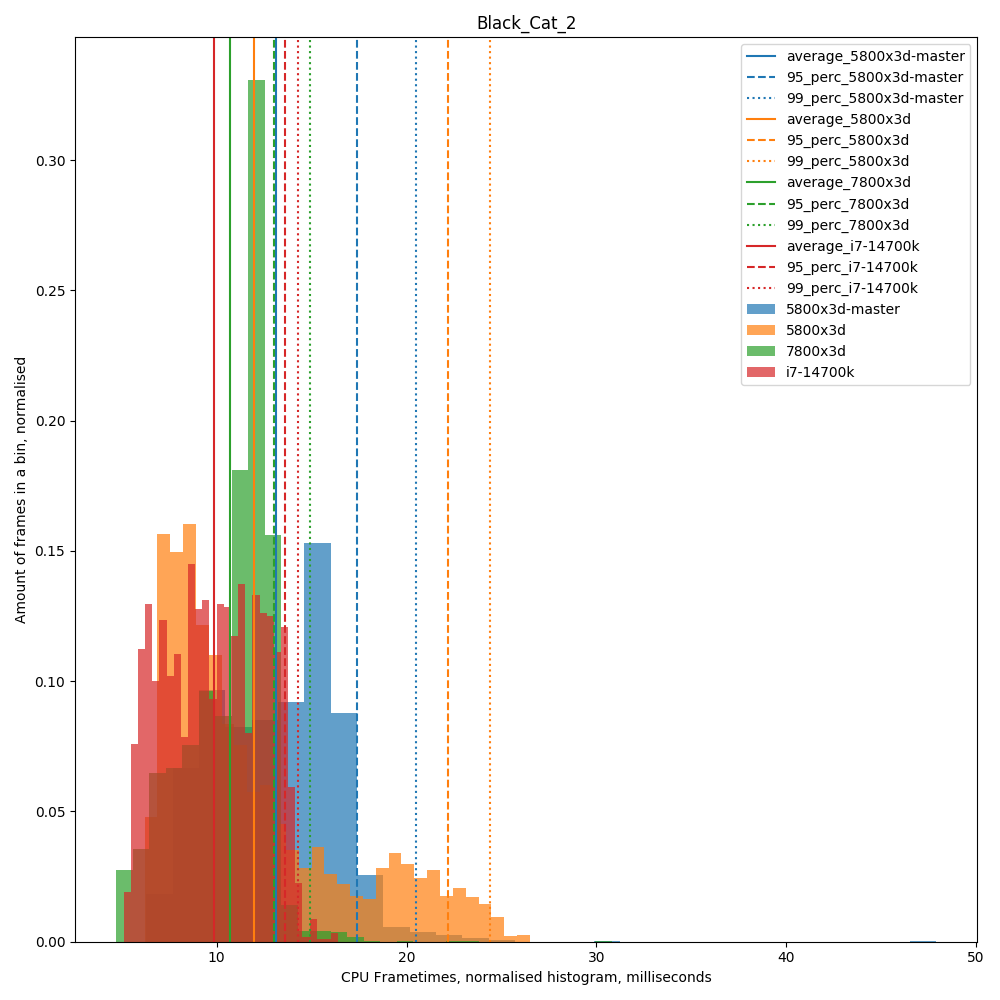 Black_Cat_2
average_5800x3d-master
95_perc_5800x3d-master
99_perc_5800x3d-master
average_5800x3d
95_perc_5800x3d
99_perc_5800x3d
average_7800x3d
95_perc_7800x3d
99_perc_7800x3d
average_i7-14700k
95_perc_i7-14700k
99_perc_i7-14700k
5800x3d-master
5800x3d
7800x3d
i7-14700k
Amount of frames in a bin, normalised
0.30
0.25
0.20
0.15
0.10
0.05
0.00
10
20
30
40
50
CPU Frametimes, normalised histogram, milliseconds